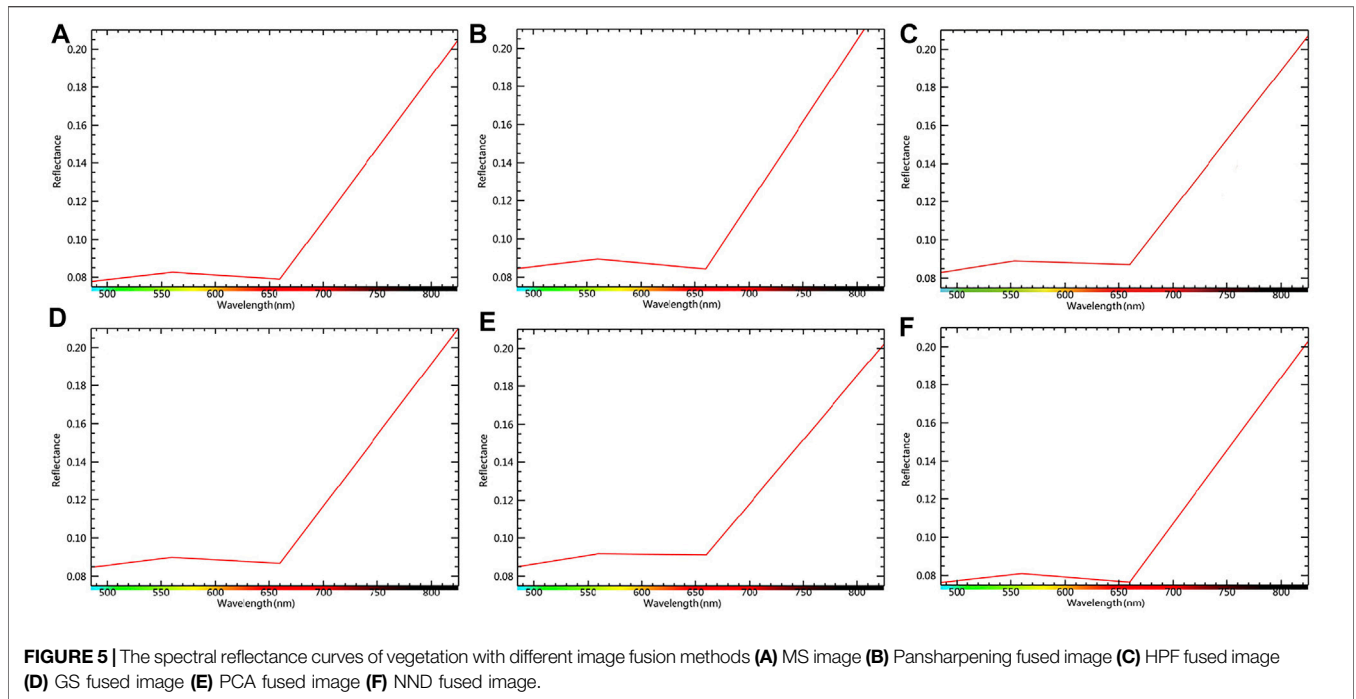 A
0.20
0.18
0.16
0.14
0.12
0.10
0.08
Reflectance
500 550 600 650 700 750 800
Wavelength (nm)
B
0.20
0.18
0.16
0.14
0.12
0.10
0.08
Reflectance
500 550 600 650 700 750 800
Wavelength (nm)
C
0.20
0.18
0.16
0.14
0.12
0.10
0.08
Reflectance
500 550 600 650 700 750 800
Wavelength (nm)
D
0.20
0.18
0.16
0.14
0.12
0.10
0.08
Reflectance
500 550 600 650 700 750 800
Wavelength (nm)
E
0.20
0.18
0.16
0.14
0.12
0.10
0.08
Reflectance
500 550 600 650 700 750 800
Wavelength (nm)
F
0.20
0.18
0.16
0.14
0.12
0.10
0.08
Reflectance
500 550 600 650 700 750 800
Wavelength (nm)
FIGURE 5 | The spectral reflectance curves of vegetation with different image fusion methods (A) MS image (B) Pansharpening fused image (C) HPF fused image
(D) GS fused image (E) PCA fused image (F) NND fused image.